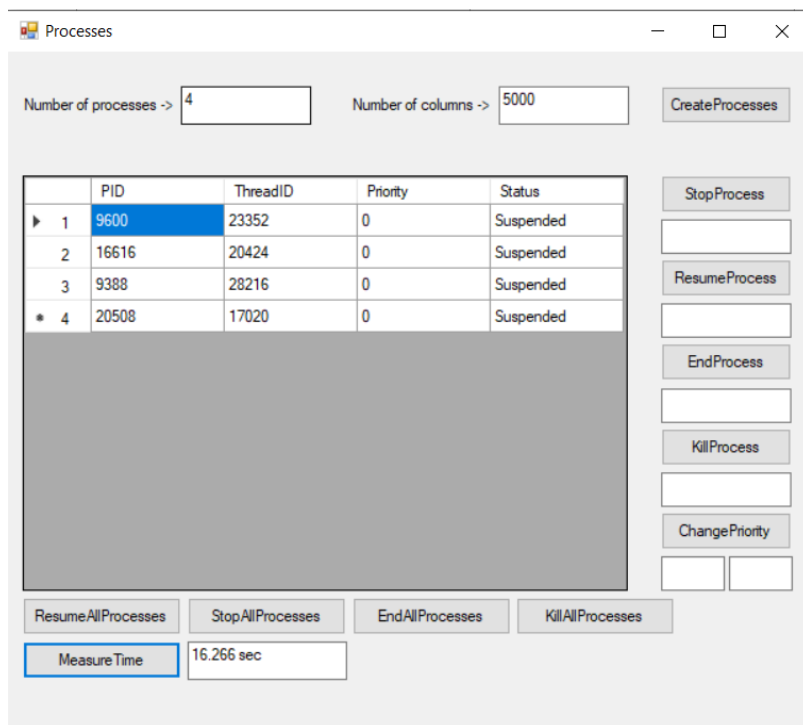 Processes
Number of processes -> 4 Number of columns -> 5000 CreateProcesses
PID ThreadID Priority Status
1 9600 23352 0 Suspended
2 16616 20424 0 Suspended
3 9388 28216 0 Suspended
* 4 20508 17020 0 Suspended
StopProcess
ResumeProcess
EndProcess
KillProcess
ChangePriority
ResumeAllProcesses StopAllProcesses EndAllProcesses KillAllProcesses
MeasureTime 16.266 sec